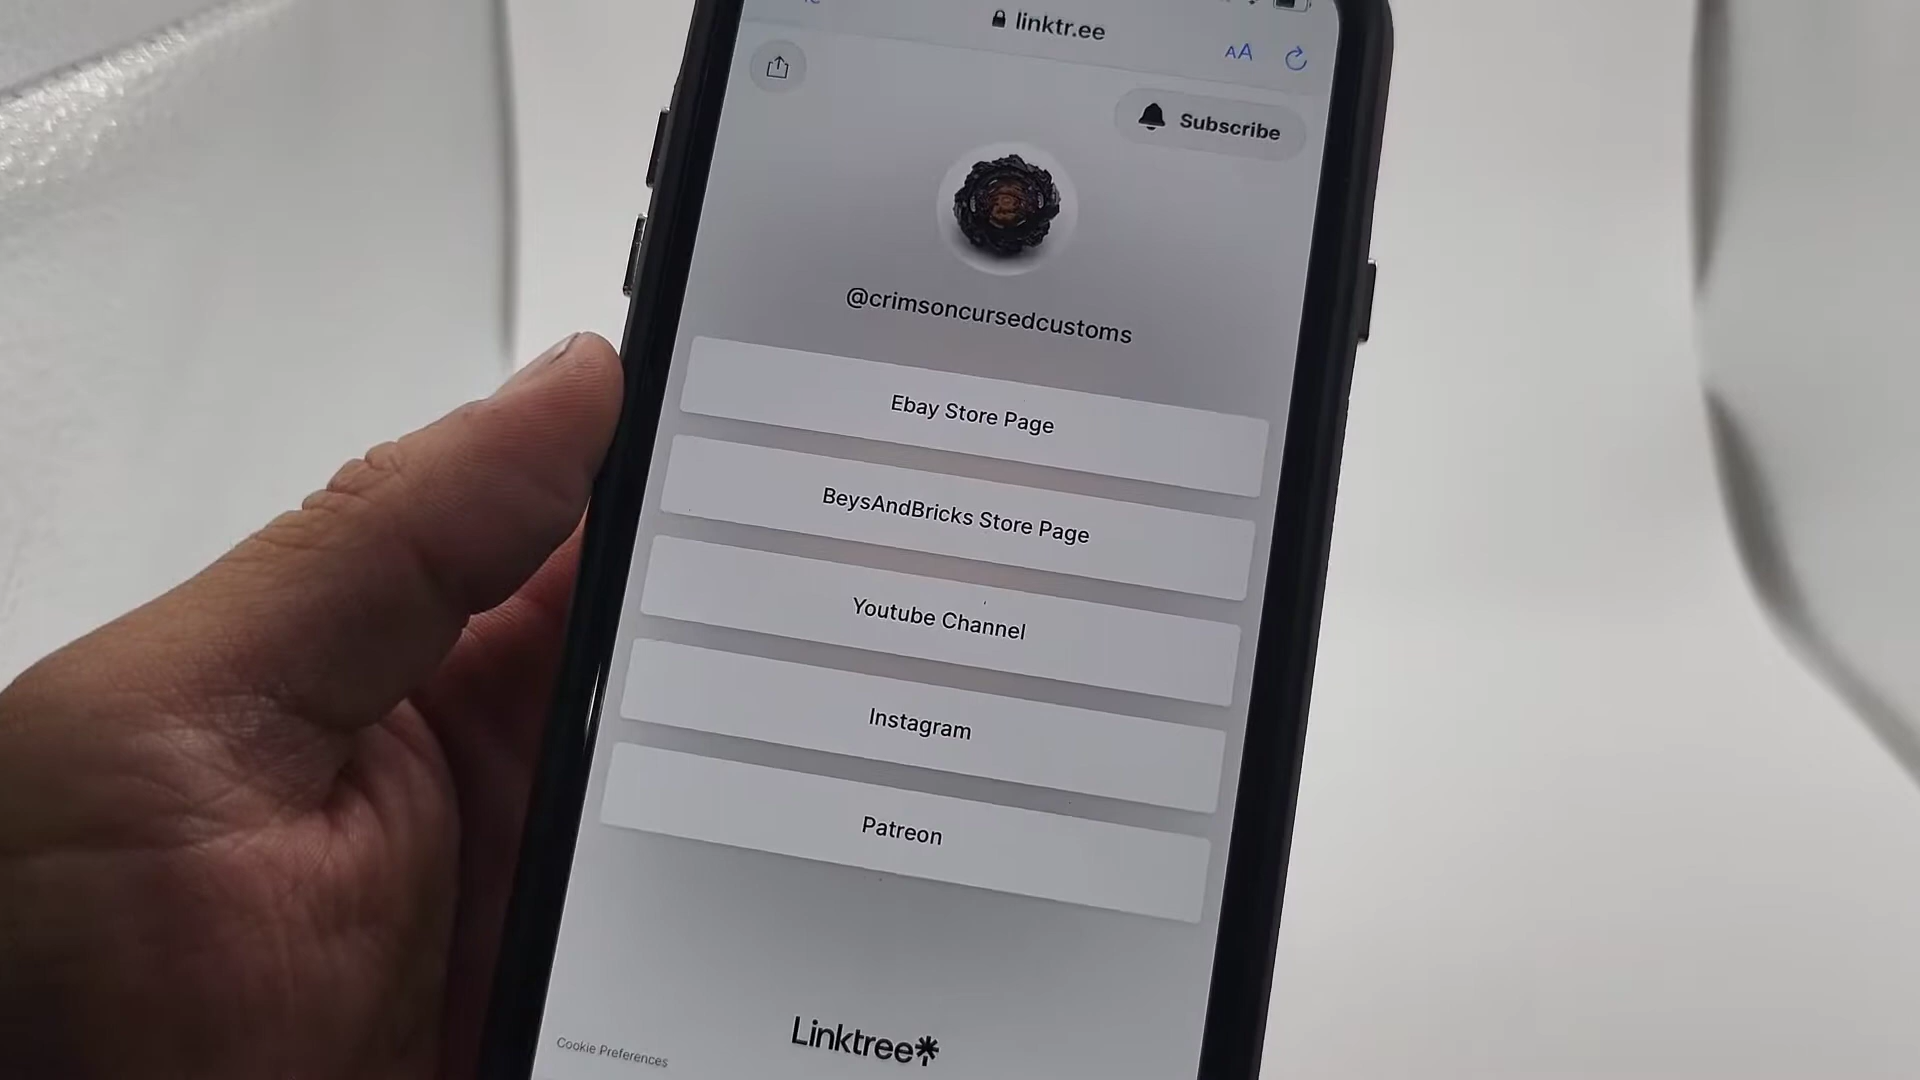 linktr.ee
AA
Subscribe
@crimsoncursedcustoms
Ebay Store Page
BeysAndBricks Store Page
Youtube Channel
Instagram
Patreon
Linktree
Cookie Preferences